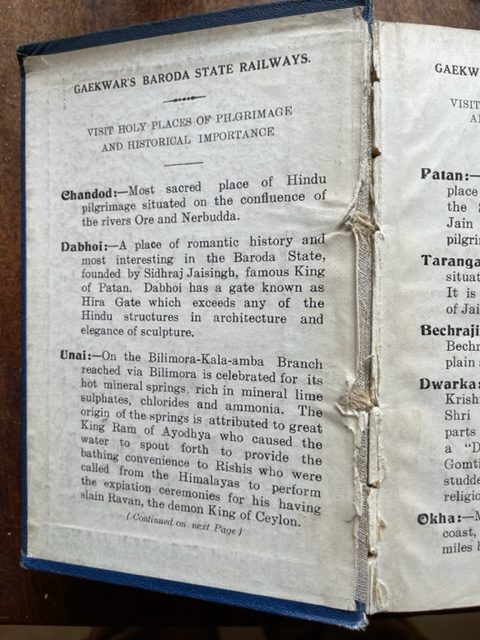 GAEKWAR'S BARODA STATE RAILWAYS.
VISIT HOLY PLACES OF PILGRIMAGE
AND HISTORICAL IMPORTANCE
Chandod:—Most sacred place of Hindu
pilgrimage situated on the confluence of
the rivers Ore and Nerbudda.
Dabhoi:—A place of romantic history and
most interesting in the Baroda State,
founded by Sidhraj Jaisingh, famous King
of Patan. Dabhoi has a gate known as
Hira Gate which exceeds any of the
Hindu structures in architecture and
elegance of sculpture.
Unai:—On the Bilimora-Kala-amba Branch
reached via Bilimora is celebrated for its
hot mineral springs, rich in mineral lime
sulphates, chlorides and ammonia. The
origin of the springs is attributed to great
King Ram of Ayodhya who caused the
water to spout forth to provide the
bathing convenience to Rishis who were
called from the Himalayas to perform
the expiation ceremonies for his having
slain Ravan, the demon King of Ceylon.
(Continued on next Page)
GAEKW
VISIT
A
Patan:—
place
the
Jain
pilgri
Taranga
situat
It is
of Jai
Bechraji
Bechr
plain
Dwarka:
Krish
Shri
parts
a "D
Gomti
studde
religio
Okha:—M
coast,
miles